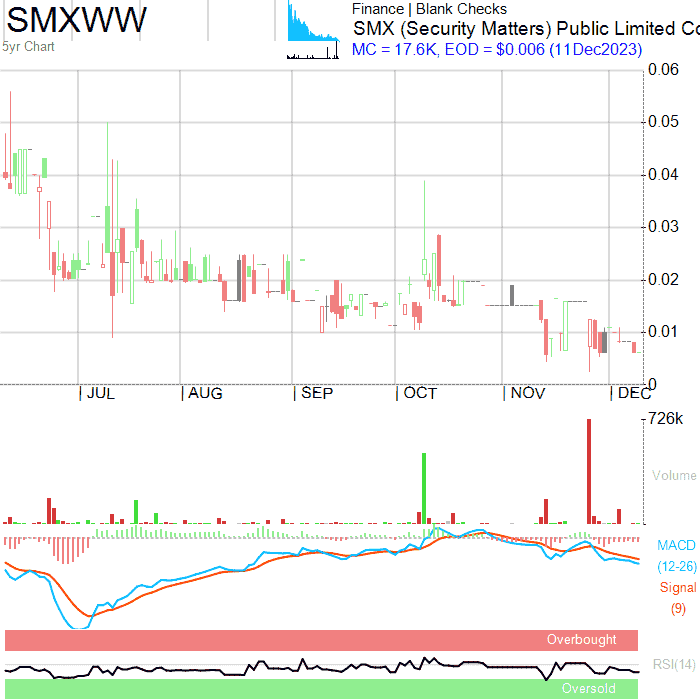 SMXWW
5yr Chart
Finance | Blank Checks
SMX (Security Matters) Public Limited Co
MC = 17.6K, EOD = $0.006 (11Dec2023)
0.06
0.05
0.04
0.03
0.02
0.01
0
JUL AUG SEP OCT NOV DEC
726k
Volume
MACD
(12-26)
Signal
(9)
Overbought
RSI(14)
Oversold